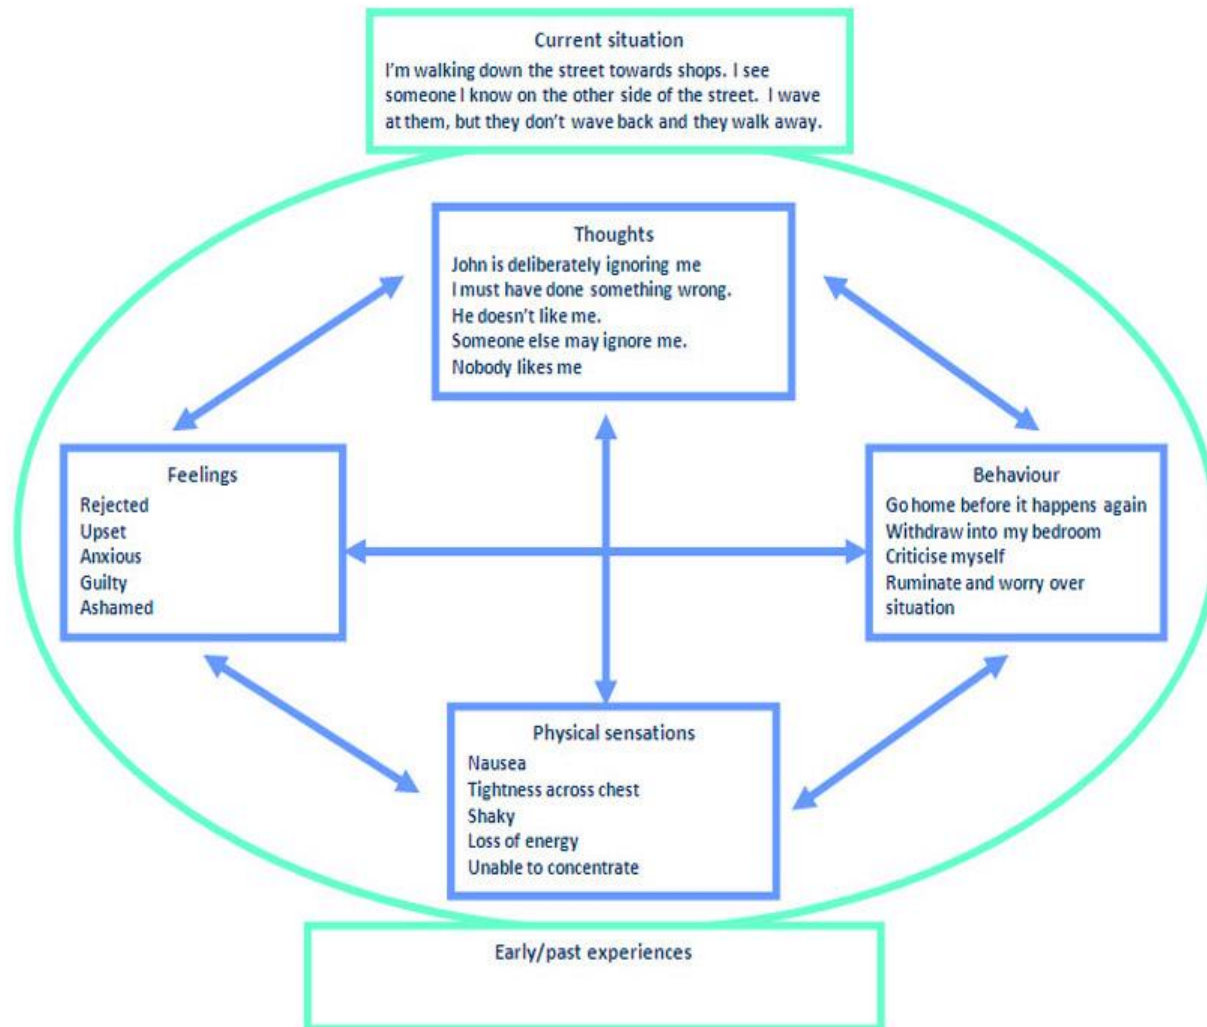 Current situation
I'm walking down the street towards shops. I see
someone I know on the other side of the street. I wave
at them, but they don't wave back and they walk away.
Thoughts
John is deliberately ignoring me
I must have done something wrong.
He doesn't like me.
Someone else may ignore me.
Nobody likes me
Feelings
Rejected
Upset
Anxious
Guilty
Ashamed
Behaviour
Go home before it happens again
Withdraw into my bedroom
Criticise myself
Ruminate and worry over
situation
Physical sensations
Nausea
Tightness across chest
Shaky
Loss of energy
Unable to concentrate
Early/past experiences